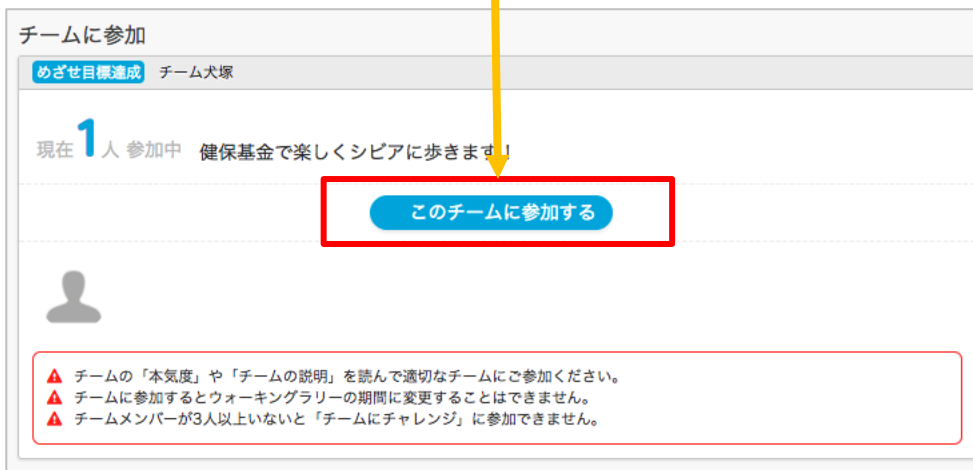 チームに参加
めざせ目標達成 チーム犬塚
現在 1 人 参加中 健保基金で楽しくシビアに歩きます！
このチームに参加する
チームの「本気度」や「チームの説明」を読んで適切なチームにご参加ください。
チームに参加するとウォーキングラリーの期間に変更することはできません。
チームメンバーが3人以上いないと「チームにチャレンジ」に参加できません。